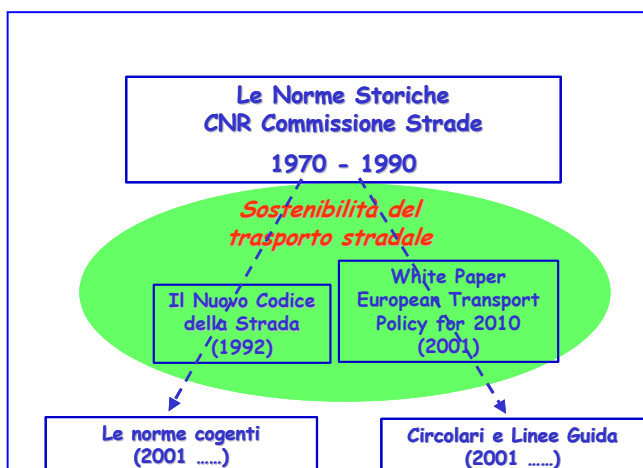 Le Norme Storiche
CNR Commissione Strade
1970 - 1990
Sostenibilità del
trasporto stradale
Il Nuovo Codice
della Strada
(1992)
White Paper
European Transport
Policy for 2010
(2001)
Le norme cogenti
(2001 ......)
Circolari e Linee Guida
(2001 ......)